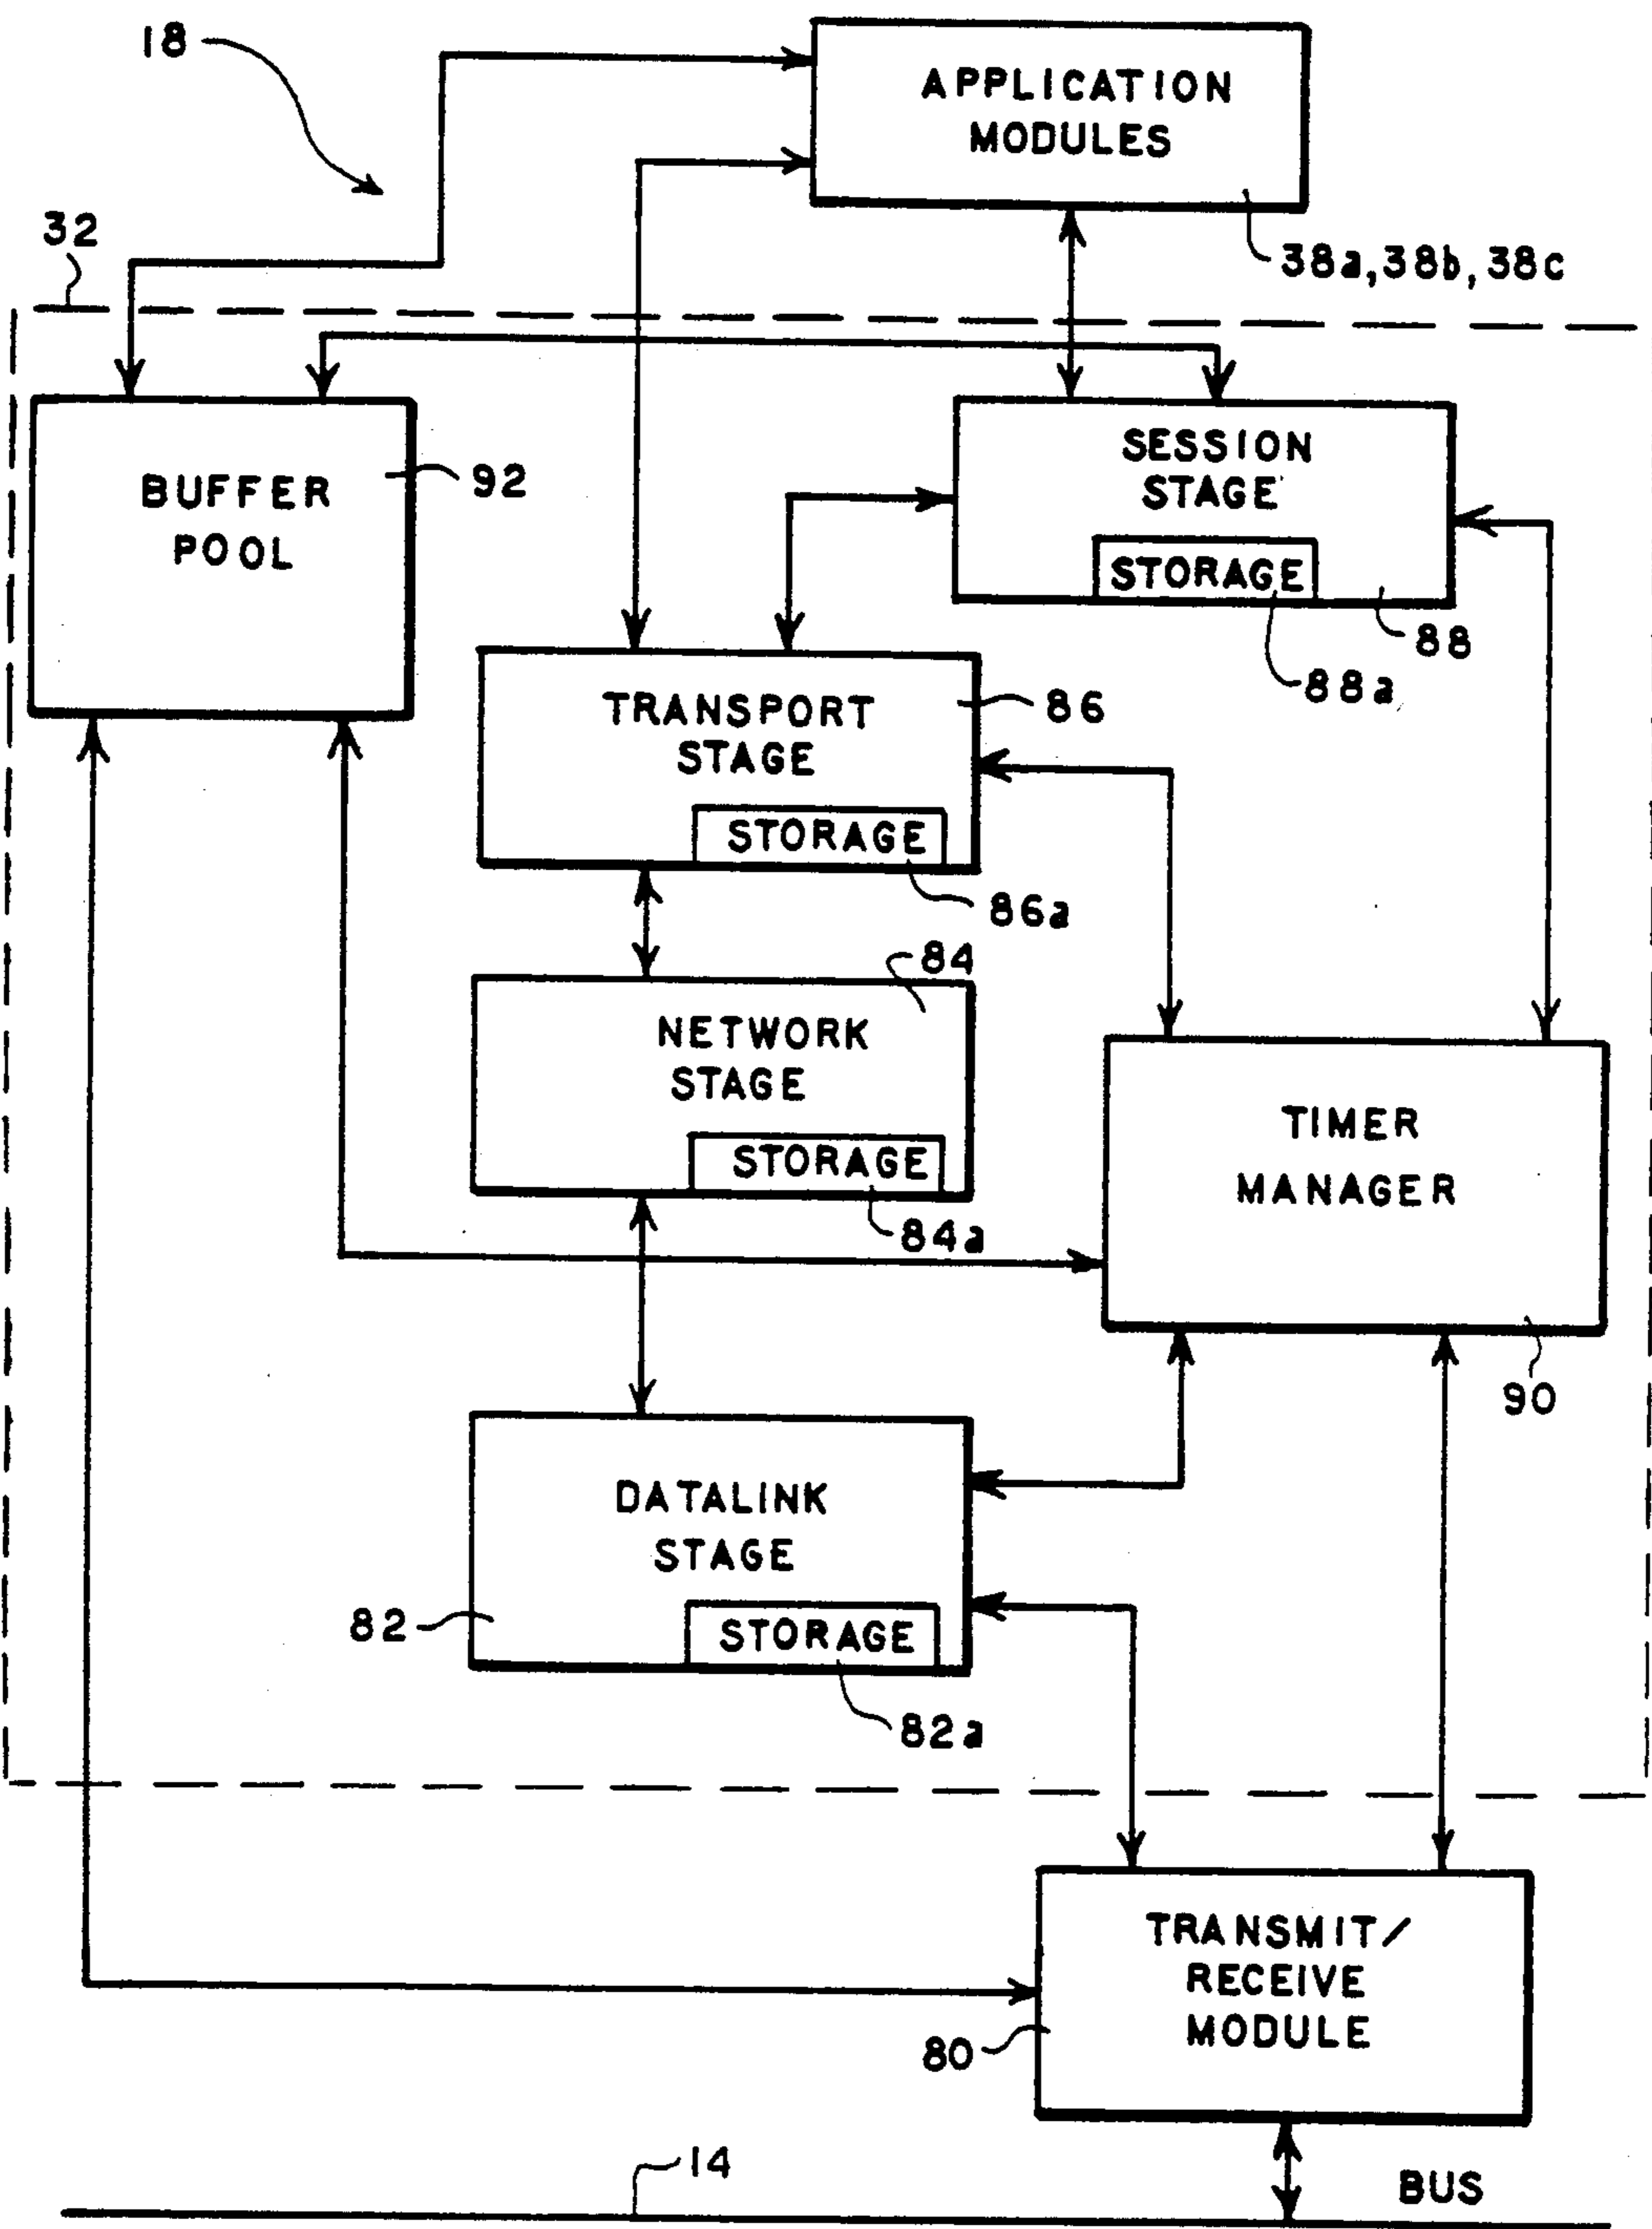 18
APPLICATION
MODULES
32
38a, 38b, 38c
BUFFER
POOL
92
SESSION
STAGE
STORAGE
88
88a
TRANSPORT
STAGE
86
STORAGE
86a
84
NETWORK
STAGE
STORAGE
84a
TIMER
MANAGER
90
DATALINK
STAGE
82
STORAGE
82a
TRANSMIT/
RECEIVE
MODULE
80
14
BUS